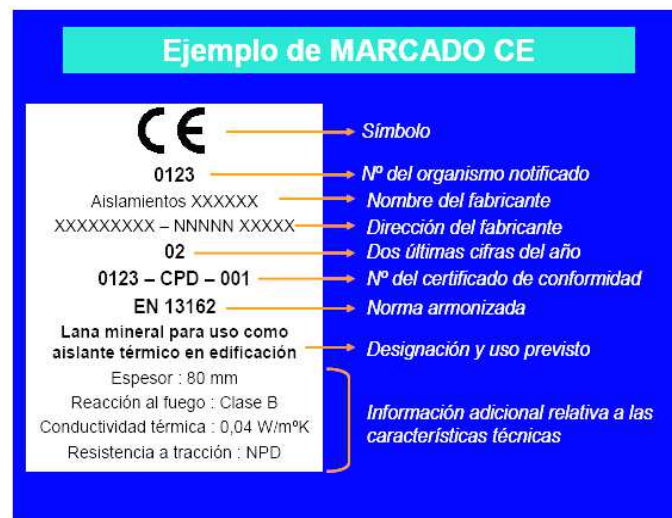 Ejemplo de MARCADO CE
CE
Símbolo
0123
Nº del organismo notificado
Aislamientos XXXXXX
Nombre del fabricante
XXXXXXXXX – NNNNN XXXXX
Dirección del fabricante
02
Dos últimas cifras del año
0123 – CPD – 001
Nº del certificado de conformidad
EN 13162
Norma armonizada
Lana mineral para uso como
aislante térmico en edificación
Designación y uso previsto
Espesor : 80 mm
Reacción al fuego : Clase B
Conductividad térmica : 0,04 W/mºK
Resistencia a tracción : NPD
Información adicional relativa a las
características técnicas